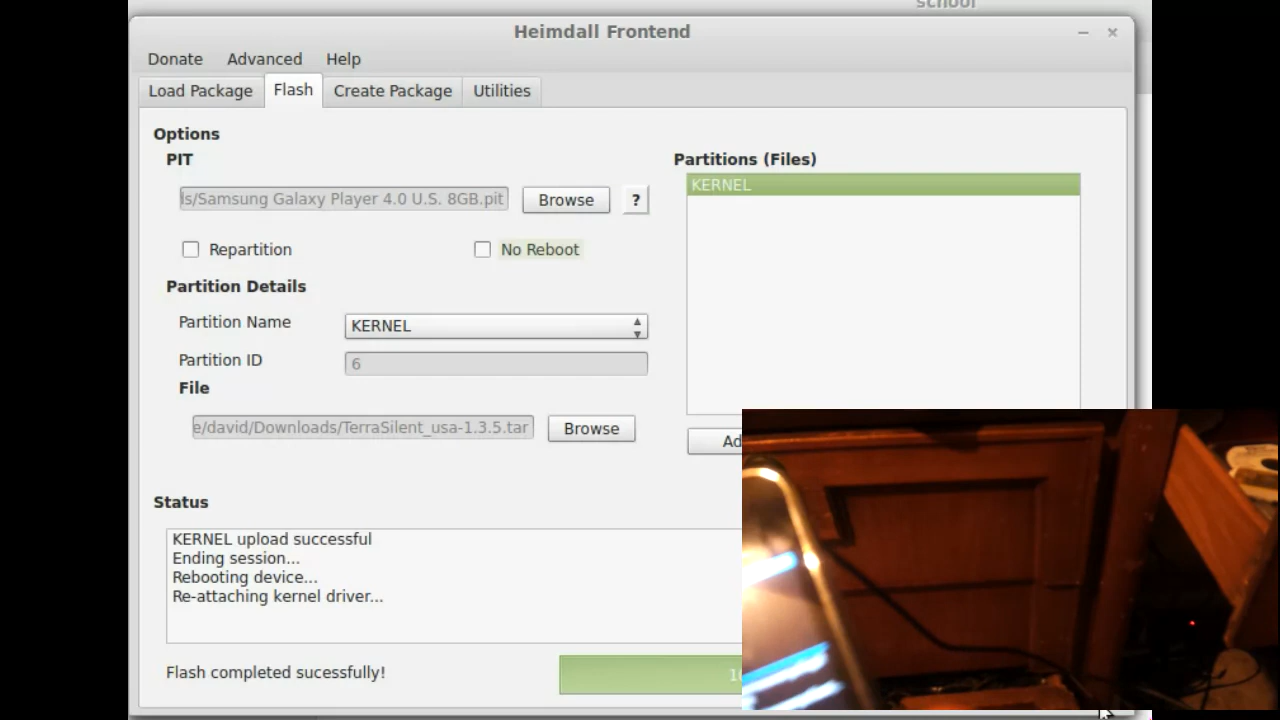 school
Heimdall Frontend
Donate Advanced Help
Load Package Flash Create Package Utilities
Options
PIT
Partitions (Files)
ls/Samsung Galaxy Player 4.0 U.S. 8GB.pit Browse ?
KERNEL
Repartition No Reboot
Partition Details
Partition Name KERNEL
Partition ID 6
File
e/david/Downloads/TerraSilent_usa-1.3.5.tar Browse
Ad
Status
KERNEL upload successful
Ending session...
Rebooting device...
Re-attaching kernel driver...
Flash completed sucessfully!